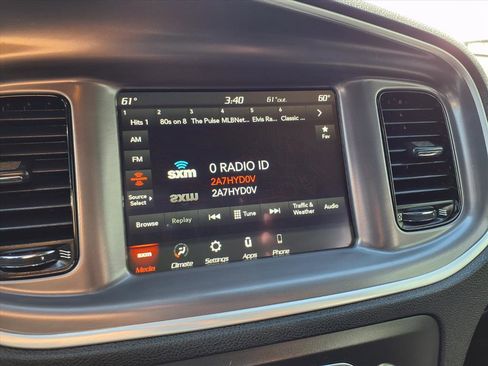 61° 3:40 61°out. 60°
1 2 3 4 5 6
Hits 1 80s on 8 The Pulse MLBNet... Elvis Ra... Classic ...
AM
FM
Fav
sxm
0 RADIO ID
2A7HYD0V
2A7HYD0V
Source Select
Browse Replay Tune Traffic & Weather Audio
sxm
Media Climate Settings Apps Phone